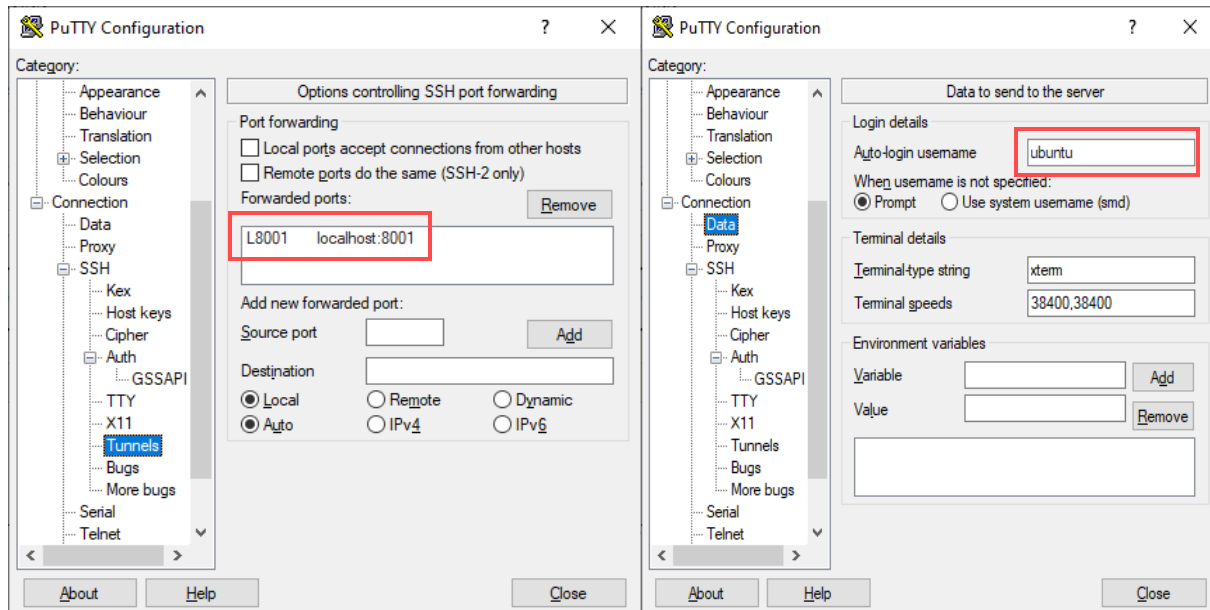 PuTTY Configuration
?
Category:
Appearance
Behaviour
Translation
Selection
Colours
Connection
Data
Proxy
SSH
Kex
Host keys
Cipher
Auth
GSSAPI
TTY
X11
Tunnels
Bugs
More bugs
Serial
Telnet
Options controlling SSH port forwarding
Port forwarding
Local ports accept connections from other hosts
Remote ports do the same (SSH-2 only)
Forwarded ports:
Remove
L8001 localhost:8001
Add new forwarded port:
Source port
Add
Destination
Local Remote Dynamic
Auto IPv4 IPv6
About Help Close
PuTTY Configuration
?
Category:
Appearance
Behaviour
Translation
Selection
Colours
Connection
Data
Proxy
SSH
Kex
Host keys
Cipher
Auth
GSSAPI
TTY
X11
Tunnels
Bugs
More bugs
Serial
Telnet
Data to send to the server
Login details
Auto-login username ubuntu
When username is not specified:
Prompt Use system username (smd)
Terminal details
Terminal-type string xterm
Terminal speeds 38400,38400
Environment variables
Variable Add
Value Remove
About Help Close